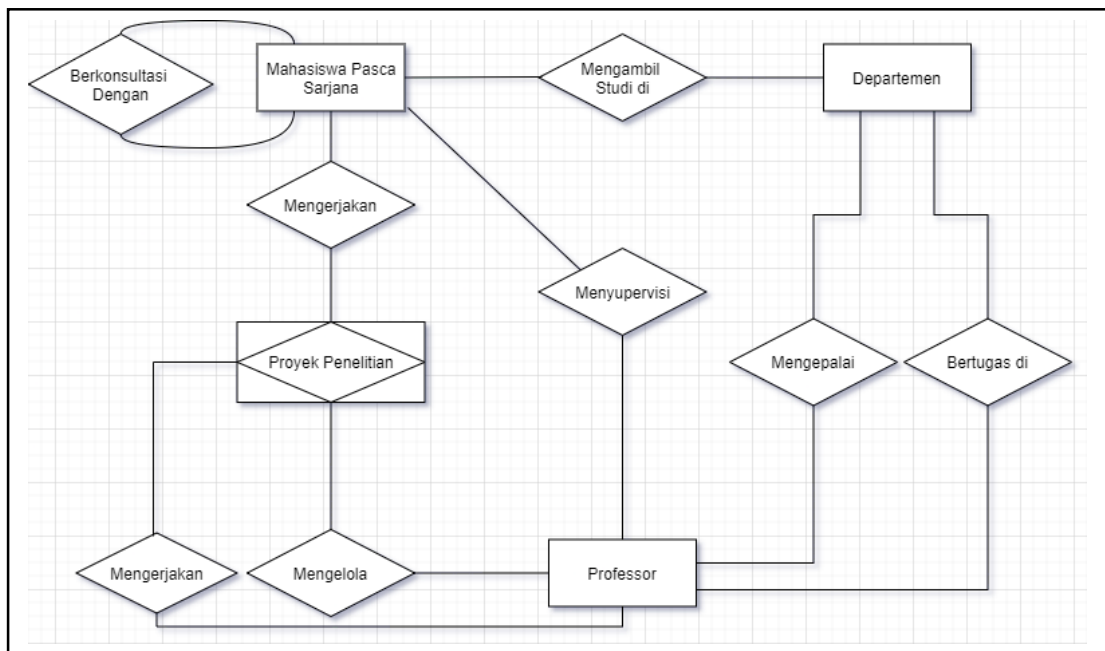 Berkonsultasi
Dengan
Mahasiswa Pasca
Sarjana
Mengambil
Studi di
Departemen
Mengerjakan
Menyupervisi
Proyek Penelitian
Mengepalai
Bertugas di
Mengerjakan
Mengelola
Professor